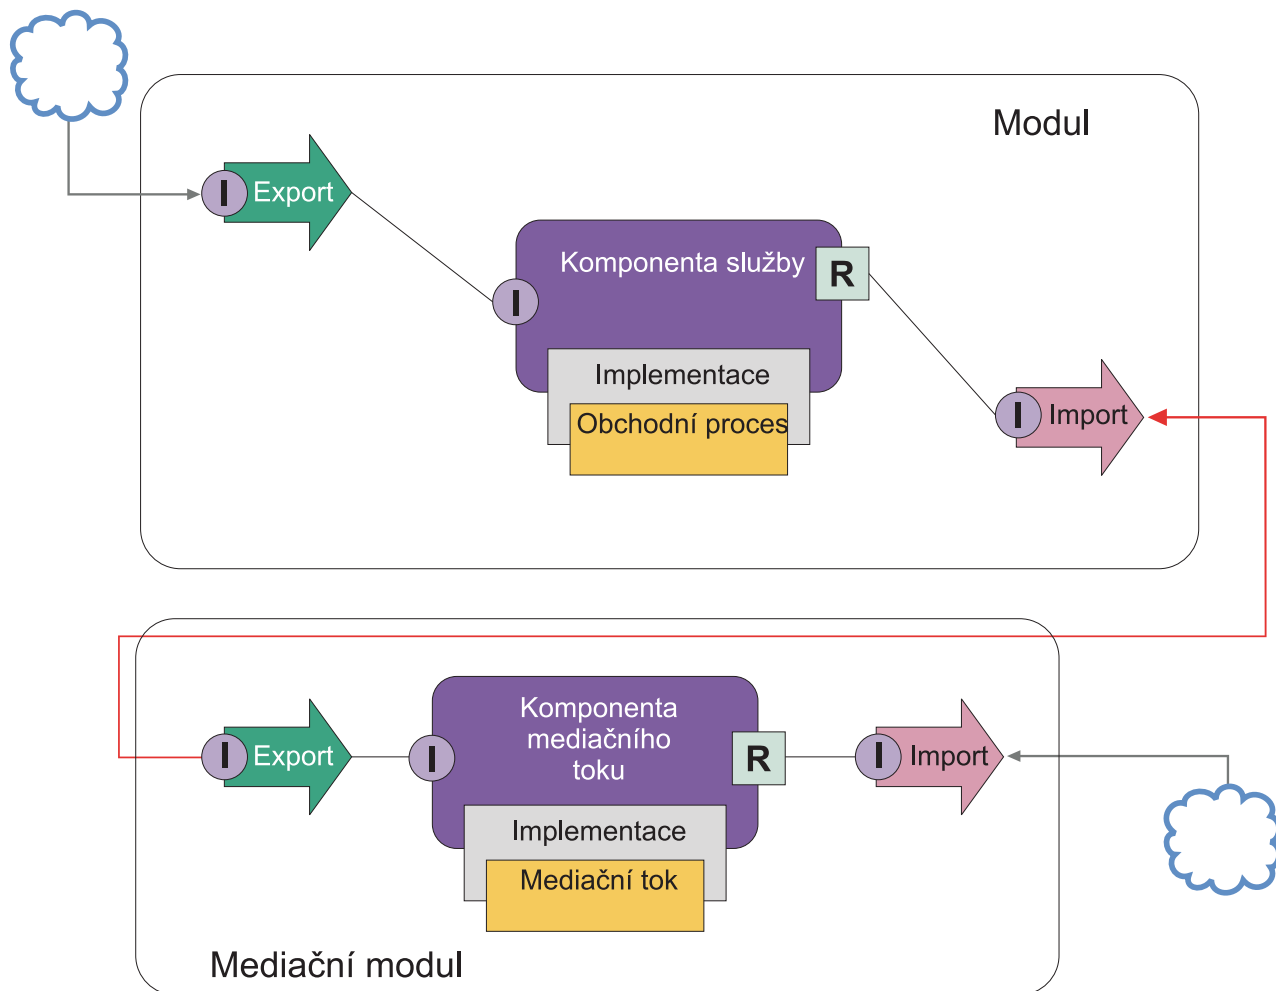 Modul
I
Export
Komponenta služby
R
I
Implementace
Obchodní proces
I
Import
I
Export
I
Komponenta
mediačního
toku
R
I
Import
Implementace
Mediační tok
Mediační modul